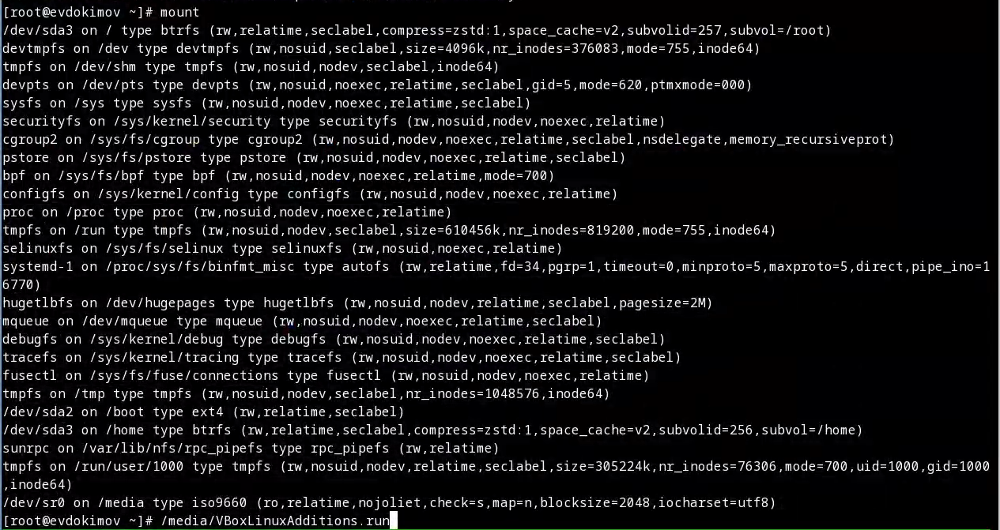 [root@evdokimov ~]# mount
/dev/sda3 on / type btrfs (rw,relatime,seclabel,compress=zstd:1,space_cache=v2,subvolid=257,subvol=/root)
devtmpfs on /dev type devtmpfs (rw,nosuid,seclabel,size=4096k,nr_inodes=376083,mode=755,inode64)
tmpfs on /dev/shm type tmpfs (rw,nosuid,nodev,seclabel,inode64)
devpts on /dev/pts type devpts (rw,nosuid,noexec,relatime,seclabel,gid=5,mode=620,ptmxmode=000)
sysfs on /sys type sysfs (rw,nosuid,nodev,noexec,relatime,seclabel)
securityfs on /sys/kernel/security type securityfs (rw,nosuid,nodev,noexec,relatime)
cgroup2 on /sys/fs/cgroup type cgroup2 (rw,nosuid,nodev,noexec,relatime,seclabel,nsdelegate,memory_recursiveprot)
pstore on /sys/fs/pstore type pstore (rw,nosuid,nodev,noexec,relatime,seclabel)
bpf on /sys/fs/bpf type bpf (rw,nosuid,nodev,noexec,relatime,mode=700)
configfs on /sys/kernel/config type configfs (rw,nosuid,nodev,noexec,relatime)
proc on /proc type proc (rw,nosuid,nodev,noexec,relatime)
tmpfs on /run type tmpfs (rw,nosuid,nodev,seclabel,size=610456k,nr_inodes=819200,mode=755,inode64)
selinuxfs on /sys/fs/selinux type selinuxfs (rw,nosuid,noexec,relatime)
systemd-1 on /proc/sys/fs/binfmt_misc type autofs (rw,relatime,fd=34,pgrp=1,timeout=0,minproto=5,maxproto=5,direct,pipe_ino=1
6770)
hugetlbfs on /dev/hugepages type hugetlbfs (rw,nosuid,nodev,relatime,seclabel,pagesize=2M)
mqueue on /dev/mqueue type mqueue (rw,nosuid,nodev,noexec,relatime,seclabel)
debugfs on /sys/kernel/debug type debugfs (rw,nosuid,nodev,noexec,relatime,seclabel)
tracefs on /sys/kernel/tracing type tracefs (rw,nosuid,nodev,noexec,relatime,seclabel)
fusectl on /sys/fs/fuse/connections type fusectl (rw,nosuid,nodev,noexec,relatime)
tmpfs on /tmp type tmpfs (rw,nosuid,nodev,seclabel,nr_inodes=1048576,inode64)
/dev/sda2 on /boot type ext4 (rw,relatime,seclabel)
/dev/sda3 on /home type btrfs (rw,relatime,seclabel,compress=zstd:1,space_cache=v2,subvolid=256,subvol=/home)
sunrpc on /var/lib/nfs/rpc_pipefs type rpc_pipefs (rw,relatime)
tmpfs on /run/user/1000 type tmpfs (rw,nosuid,nodev,relatime,seclabel,size=305224k,nr_inodes=76306,mode=700,uid=1000,gid=1000
,inode64)
/dev/sr0 on /media type iso9660 (ro,relatime,nojoliet,check=s,map=n,blocksize=2048,iocharset=utf8)
[root@evdokimov ~]# /media/VBoxLinuxAdditions.run